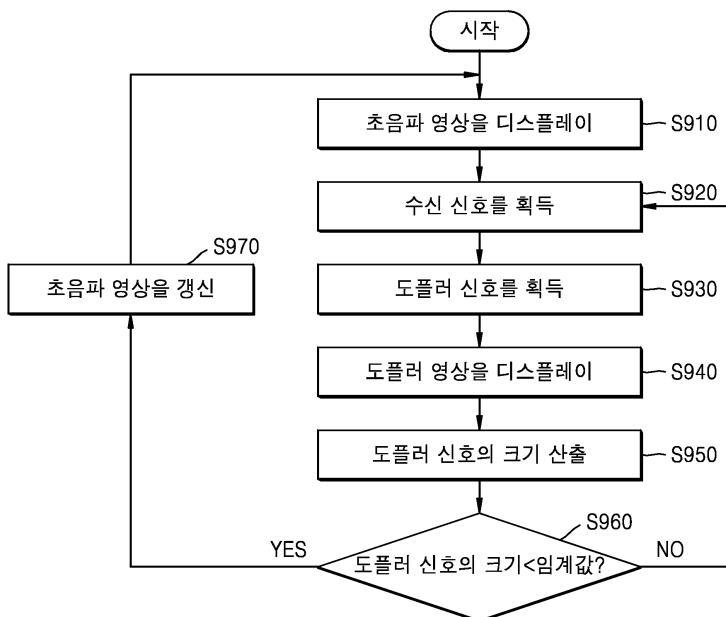 시작
초음파 영상을 디스플레이
S910
수신 신호를 획득
S920
S970
초음파 영상을 갱신
도플러 신호를 획득
S930
도플러 영상을 디스플레이
S940
도플러 신호의 크기 산출
S950
S960
YES
도플러 신호의 크기<임계값?
NO